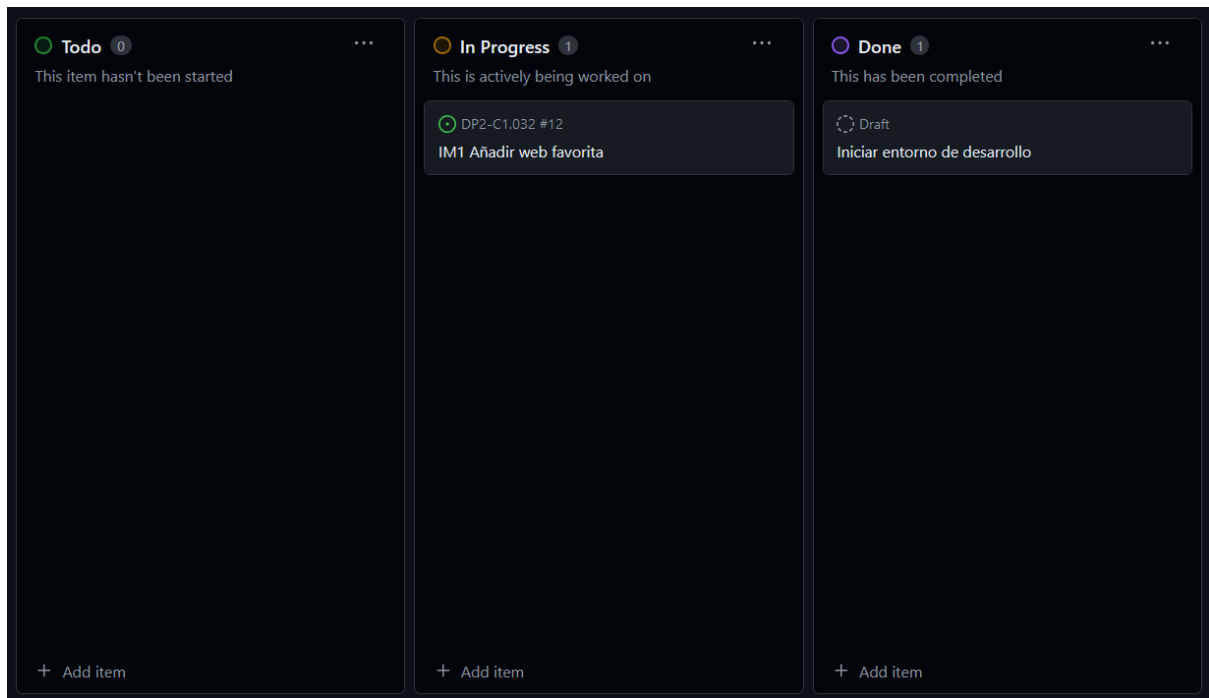 Todo 0
This item hasn't been started
+ Add item
In Progress 1
This is actively being worked on
DP2-C1.032 #12
IM1 Añadir web favorita
+ Add item
Done 1
This has been completed
Draft
Iniciar entorno de desarrollo
+ Add item